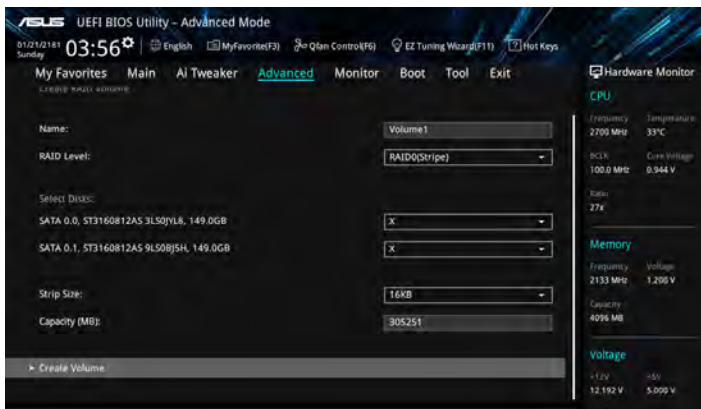 ASUS UEFI BIOS Utility – Advanced Mode
01/21/2181 Sunday 03:56 English MyFavorite(F3) Qfan Control(F6) EZ Tuning Wizard(F11) Hot Keys
My Favorites Main Ai Tweaker Advanced Monitor Boot Tool Exit
Create RAID Volume
Name: Volume1
RAID Level: RAID0(Stripe)
Select Disks:
SATA 0.0, ST3160812AS 3LS0JYL8, 149.0GB X
SATA 0.1, ST3160812AS 9LS0BJ5H, 149.0GB X
Strip Size: 16KB
Capacity (MB): 305251
Create Volume
Hardware Monitor
CPU
Frequency Temperature
2700 MHz 33°C
BCLK Core Voltage
100.0 MHz 0.944 V
Ratio
27x
Memory
Frequency Voltage
2133 MHz 1.200 V
Capacity
4096 MB
Voltage
+12V +5V
12.192 V 5.000 V